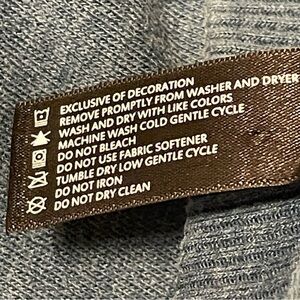 EXCLUSIVE OF DECORATION
REMOVE PROMPTLY FROM WASHER AND DRYER
WASH AND DRY WITH LIKE COLORS
MACHINE WASH COLD GENTLE CYCLE
DO NOT BLEACH
DO NOT USE FABRIC SOFTENER
TUMBLE DRY LOW GENTLE CYCLE
DO NOT IRON
DO NOT DRY CLEAN